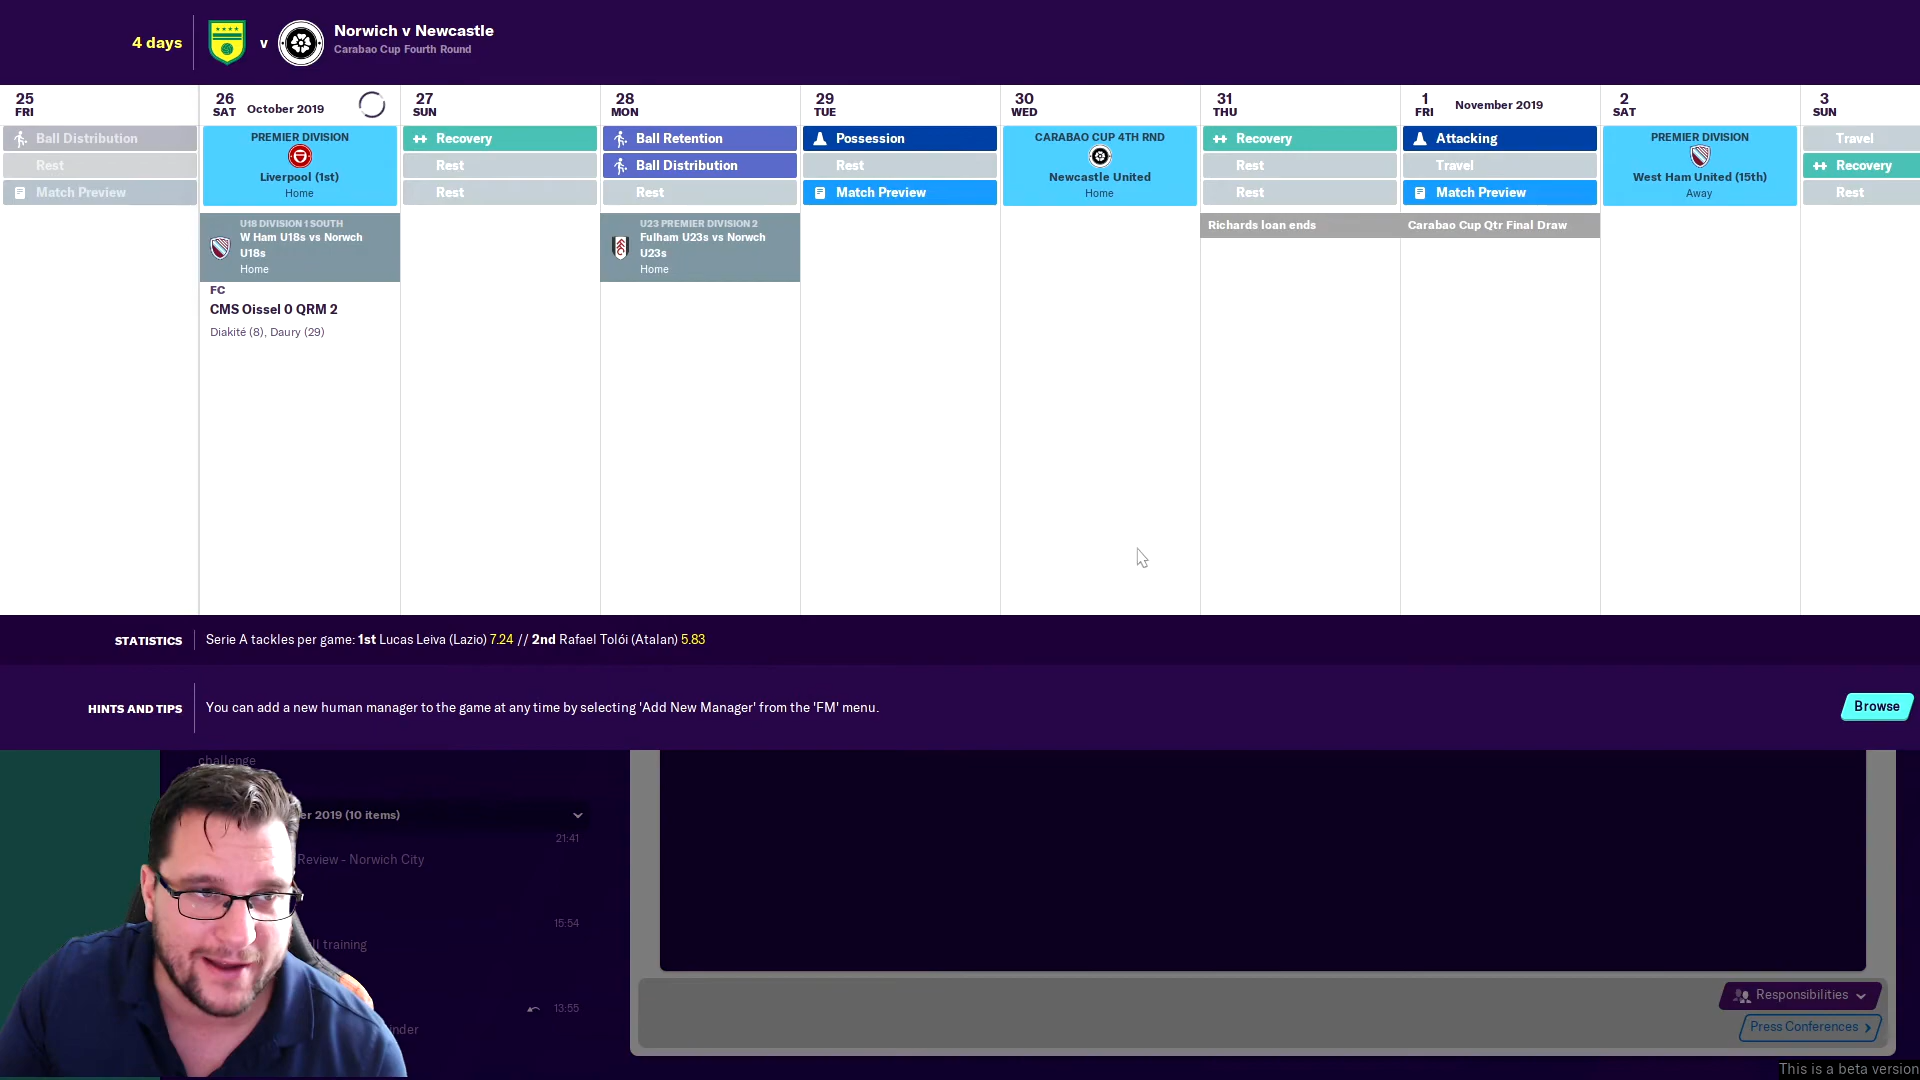 4 days
v
Norwich v Newcastle
Carabao Cup Fourth Round
25
FRI
Ball Distribution
Rest
Match Preview
26
SAT
October 2019
PREMIER DIVISION
Liverpool (1st)
Home
U18 DIVISION 1 SOUTH
W Ham U18s vs Norwch
U18s
Home
FC
CMS Oissel 0 QRM 2
Diakité (8), Daury (29)
27
SUN
Recovery
Rest
Rest
28
MON
Ball Retention
Ball Distribution
Rest
U23 PREMIER DIVISION 2
Fulham U23s vs Norwch
U23s
Home
29
TUE
Possession
Rest
Match Preview
30
WED
CARABAO CUP 4TH RND
Newcastle United
Home
31
THU
Recovery
Rest
Rest
Richards loan ends
1
FRI
November 2019
Attacking
Travel
Match Preview
Carabao Cup Qtr Final Draw
2
SAT
PREMIER DIVISION
West Ham United (15th)
Away
3
SUN
Travel
Recovery
Rest
STATISTICS
Serie A tackles per game: 1st Lucas Leiva (Lazio) 7.24 // 2nd Rafael Tolói (Atalan) 5.83
HINTS AND TIPS
You can add a new human manager to the game at any time by selecting 'Add New Manager' from the 'FM' menu.
Browse
challenge
er 2019 (10 items)
21:41
Review - Norwich City
15:54
ll training
13:55
inder
Responsibilities
Press Conferences
This is a beta version